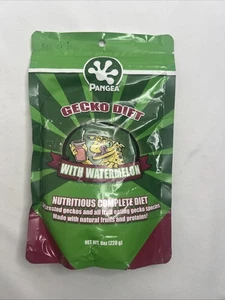 PANGEA
GECKO DIET
WITH WATERMELON
NUTRITIOUS COMPLETE DIET
Crested geckos and all fruit eating gecko species
Made with natural fruits and proteins!
NET WT. 8oz (226g)